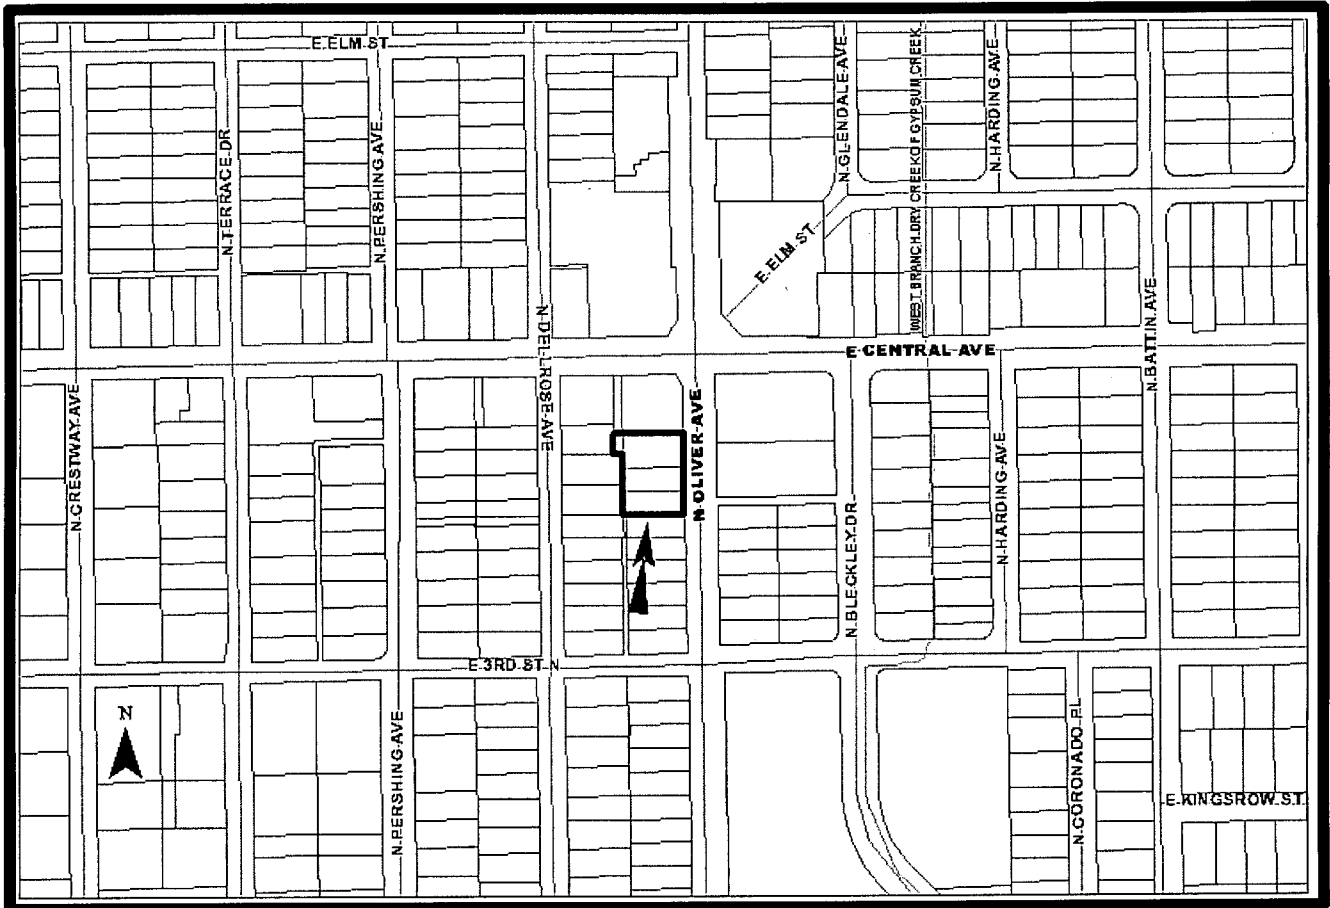 E ELM ST
N GLENDALE AVE
WEST BRANCH DRY CREEK OF GYPSUM CREEK
N HARDING AVE
N TERRACE DR
N PERSHING AVE
E ELM ST
N DELLROSE AVE
N BATTIN AVE
E CENTRAL AVE
N CRESTWAY AVE
N OLIVER AVE
N BLECKLEY DR
N HARDING AVE
E 3RD ST N
N
N PERSHING AVE
N CORONADO PL
E KINGSROW ST